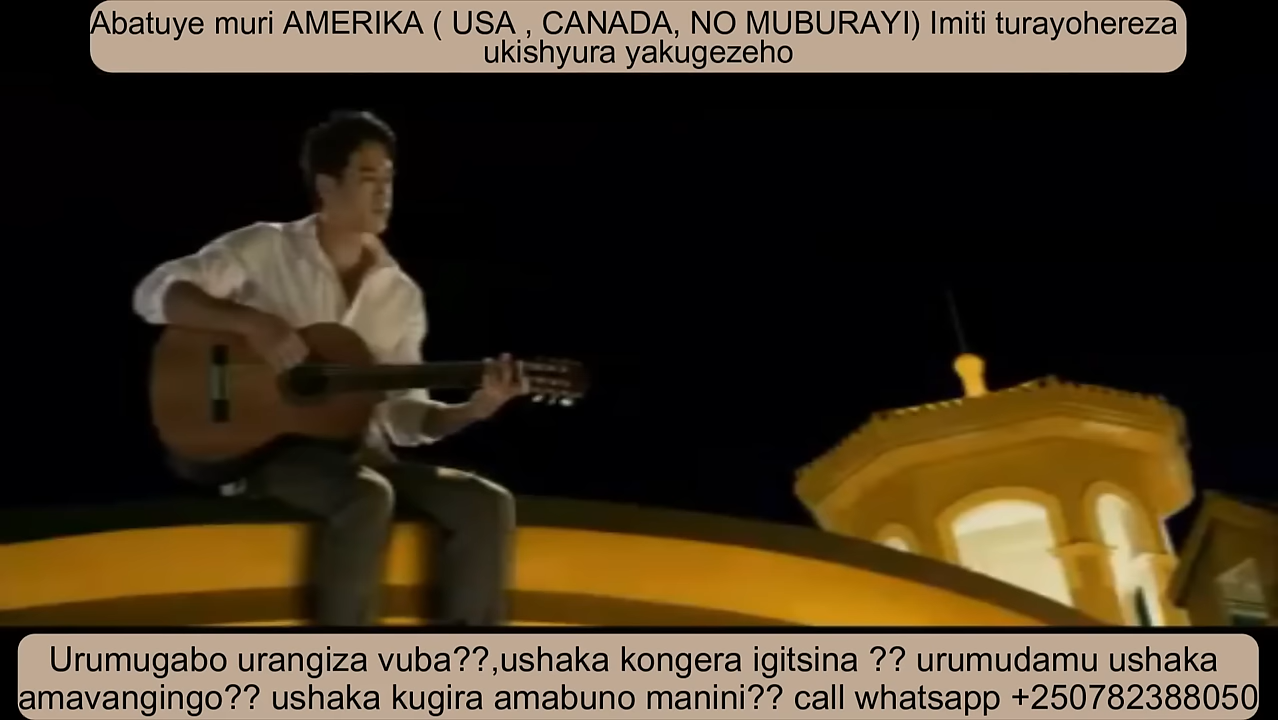 Abatuye muri AMERIKA ( USA , CANADA, NO MUBURAYI) Imiti turayohereza
ukishyura yakugezeho
Urumugabo urangiza vuba??,ushaka kongera igitsina ?? urumudamu ushaka
amavangingo?? ushaka kugira amabuno manini?? call whatsapp +250782388050